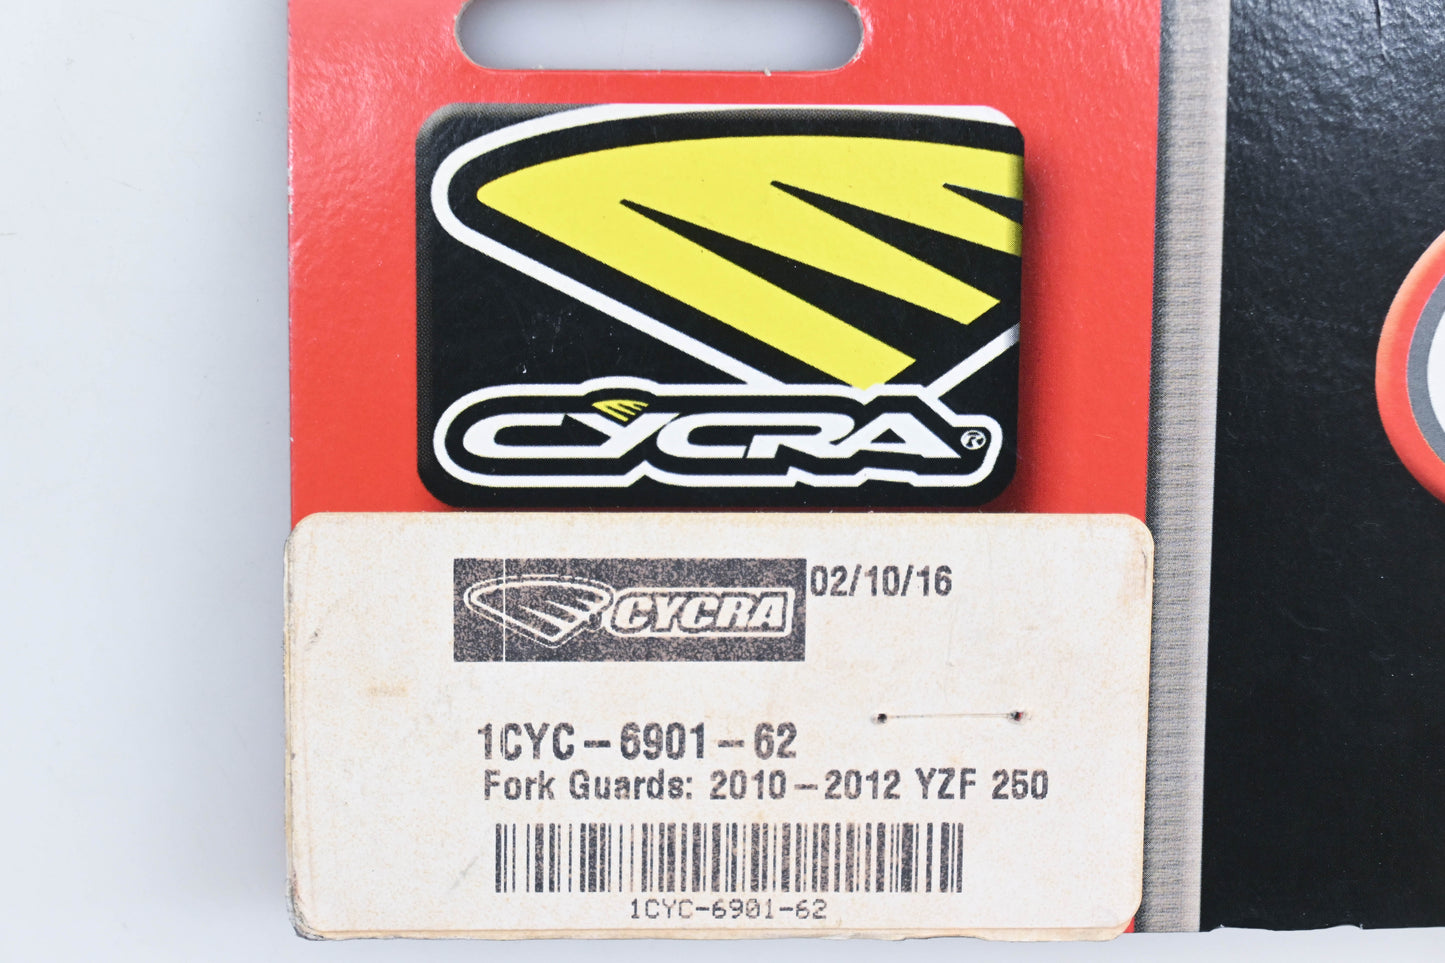 CYCRA®
CYCRA 02/10/16
1CYC-6901-62
Fork Guards: 2010-2012 YZF 250
1CYC-6901-62